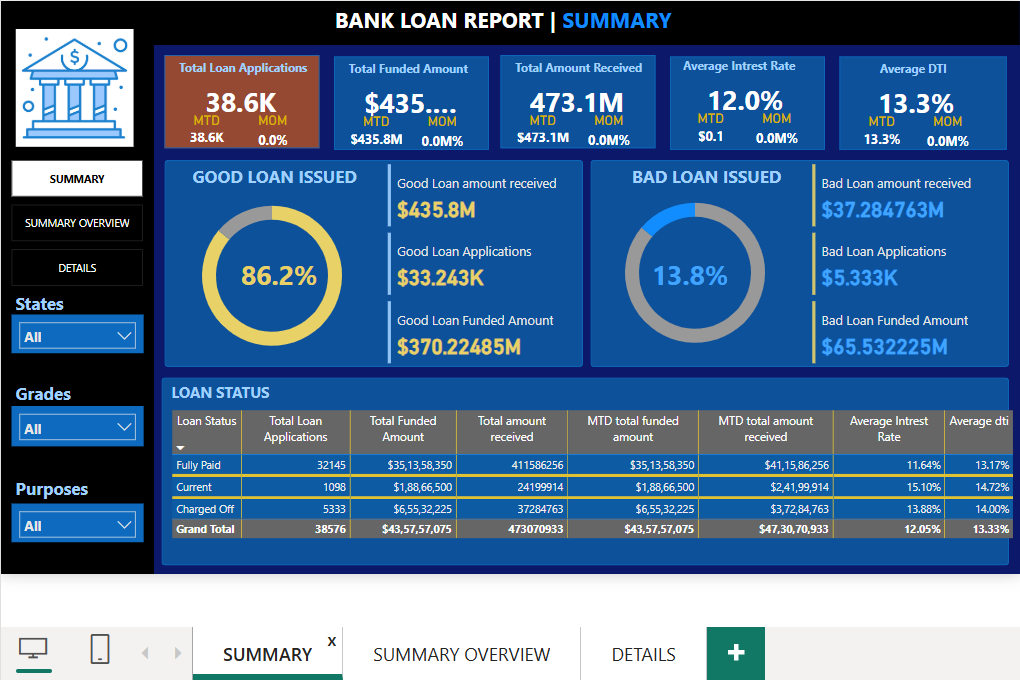 BANK LOAN REPORT | SUMMARY
$
Total Loan Applications
38.6K
MTD MOM
38.6K 0.0%
Total Funded Amount
$435....
MTD MOM
$435.8M 0.0M%
Total Amount Received
473.1M
MTD MOM
$473.1M 0.0M%
Average Intrest Rate
12.0%
MTD MOM
$0.1 0.0M%
Average DTI
13.3%
MTD MOM
13.3% 0.0M%
SUMMARY
SUMMARY OVERVIEW
DETAILS
States
All
Grades
All
Purposes
All
GOOD LOAN ISSUED
86.2%
Good Loan amount received
$435.8M
Good Loan Applications
$33.243K
Good Loan Funded Amount
$370.22485M
BAD LOAN ISSUED
13.8%
Bad Loan amount received
$37.284763M
Bad Loan Applications
$5.333K
Bad Loan Funded Amount
$65.532225M
LOAN STATUS
Loan Status Total Loan Applications Total Funded Amount Total amount received MTD total funded amount MTD total amount received Average Intrest Rate Average dti
Fully Paid 32145 $35,13,58,350 411586256 $35,13,58,350 $41,15,86,256 11.64% 13.17%
Current 1098 $1,88,66,500 24199914 $1,88,66,500 $2,41,99,914 15.10% 14.72%
Charged Off 5333 $6,55,32,225 37284763 $6,55,32,225 $3,72,84,763 13.88% 14.00%
Grand Total 38576 $43,57,57,075 473070933 $43,57,57,075 $47,30,70,933 12.05% 13.33%
SUMMARY x
SUMMARY OVERVIEW
DETAILS
+